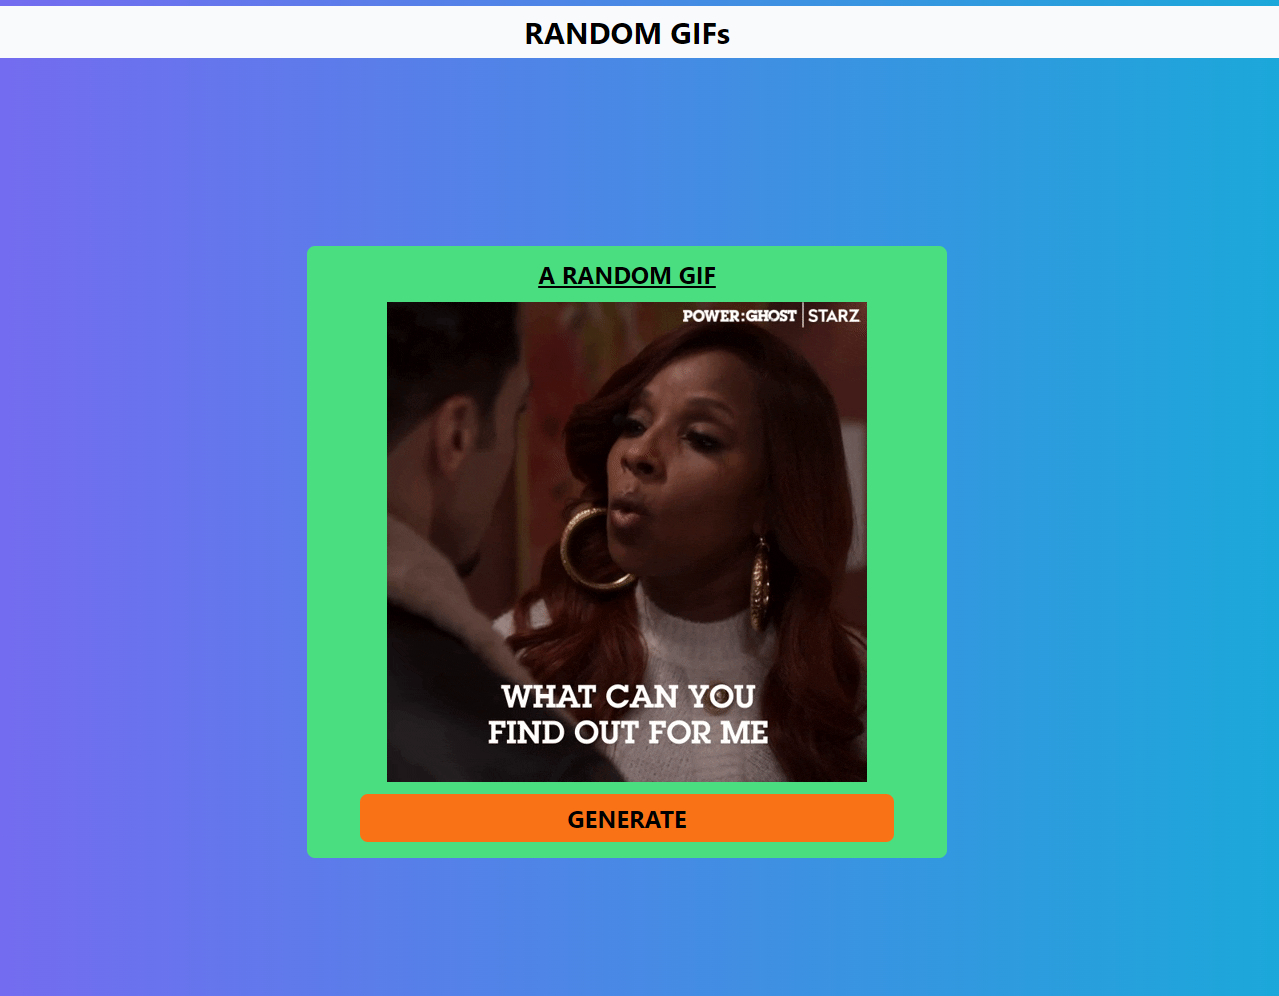 RANDOM GIFs
A RANDOM GIF
POWER:GHOST | STARZ
WHAT CAN YOU
FIND OUT FOR ME
GENERATE